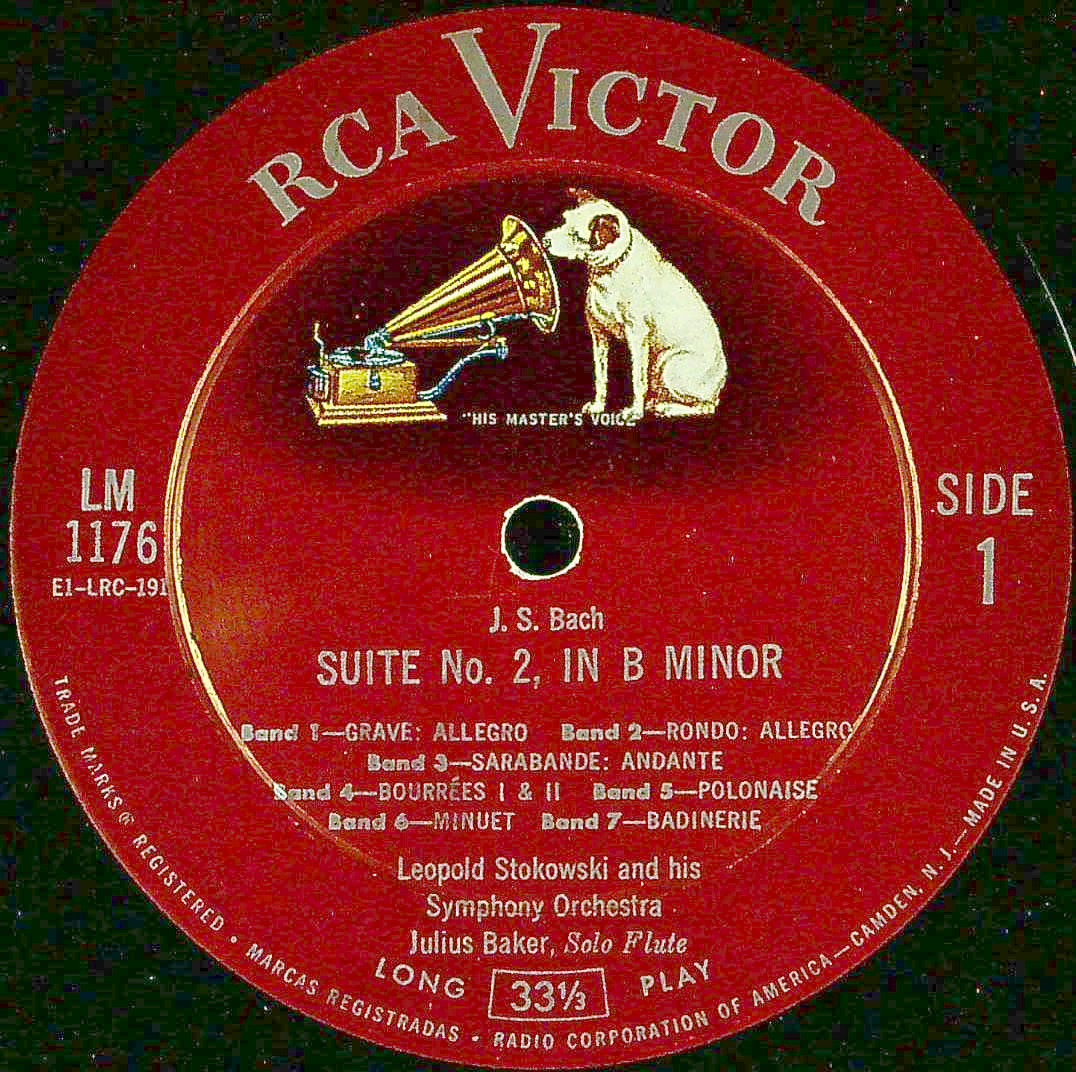 RCA VICTOR
"HIS MASTER'S VOICE
LM
1176
E1-LRC-191
SIDE
1
J. S. Bach
SUITE No. 2, IN B MINOR
Band 1—GRAVE: ALLEGRO Band 2—RONDO: ALLEGRO
Band 3—SARABANDE: ANDANTE
Band 4—BOURRÉES I & II Band 5—POLONAISE
Band 6—MINUET Band 7—BADINERIE
Leopold Stokowski and his
Symphony Orchestra
Julius Baker, Solo Flute
LONG 33⅓ PLAY
TRADE MARKS ® REGISTERED • MARCAS REGISTRADAS • RADIO CORPORATION OF AMERICA—CAMDEN, N. J.—MADE IN U. S. A.